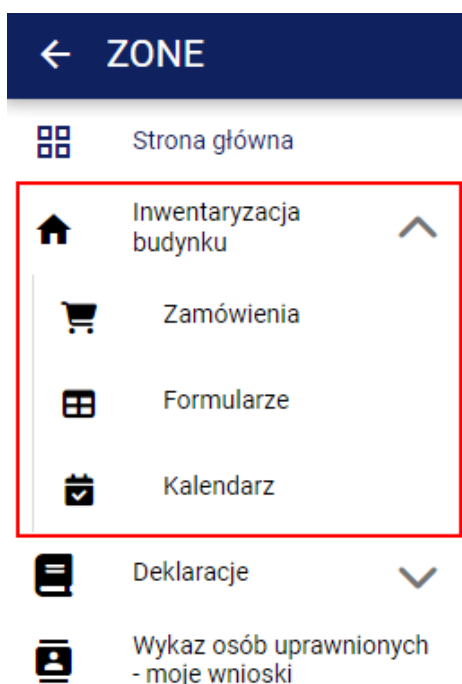 ZONE
Strona główna
Inwentaryzacja
budynku
Zamówienia
Formularze
Kalendarz
Deklaracje
Wykaz osób uprawnionych
- moje wnioski